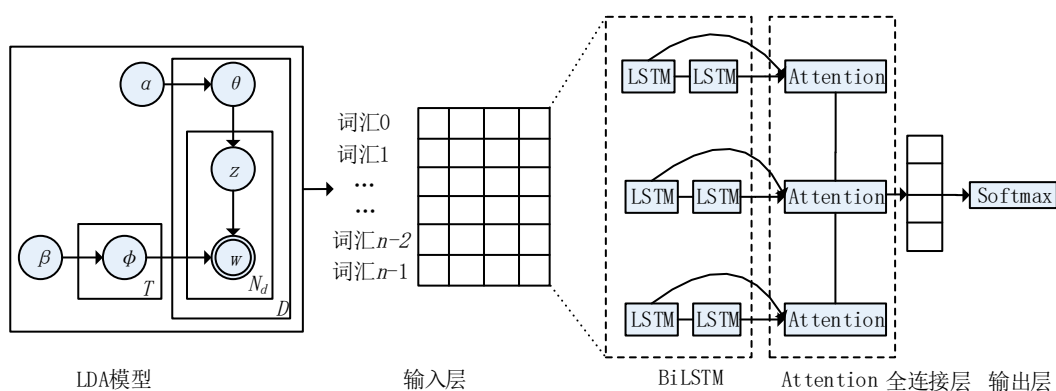 α
θ
z
β
ϕ
w
T
N_d
D
词汇0
词汇1
...
...
词汇n-2
词汇n-1
LSTM LSTM Attention
LSTM LSTM Attention
Softmax
LSTM LSTM Attention
LDA模型 输入层 BiLSTM Attention 全连接层 输出层